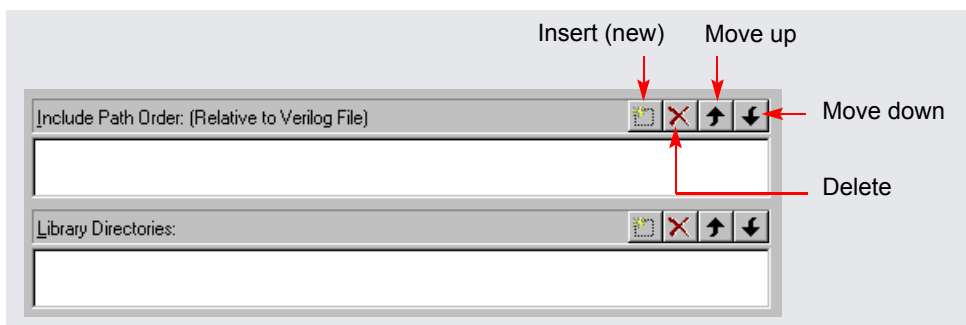 Insert (new) Move up
Include Path Order: (Relative to Verilog File)
Move down
Delete
Library Directories: